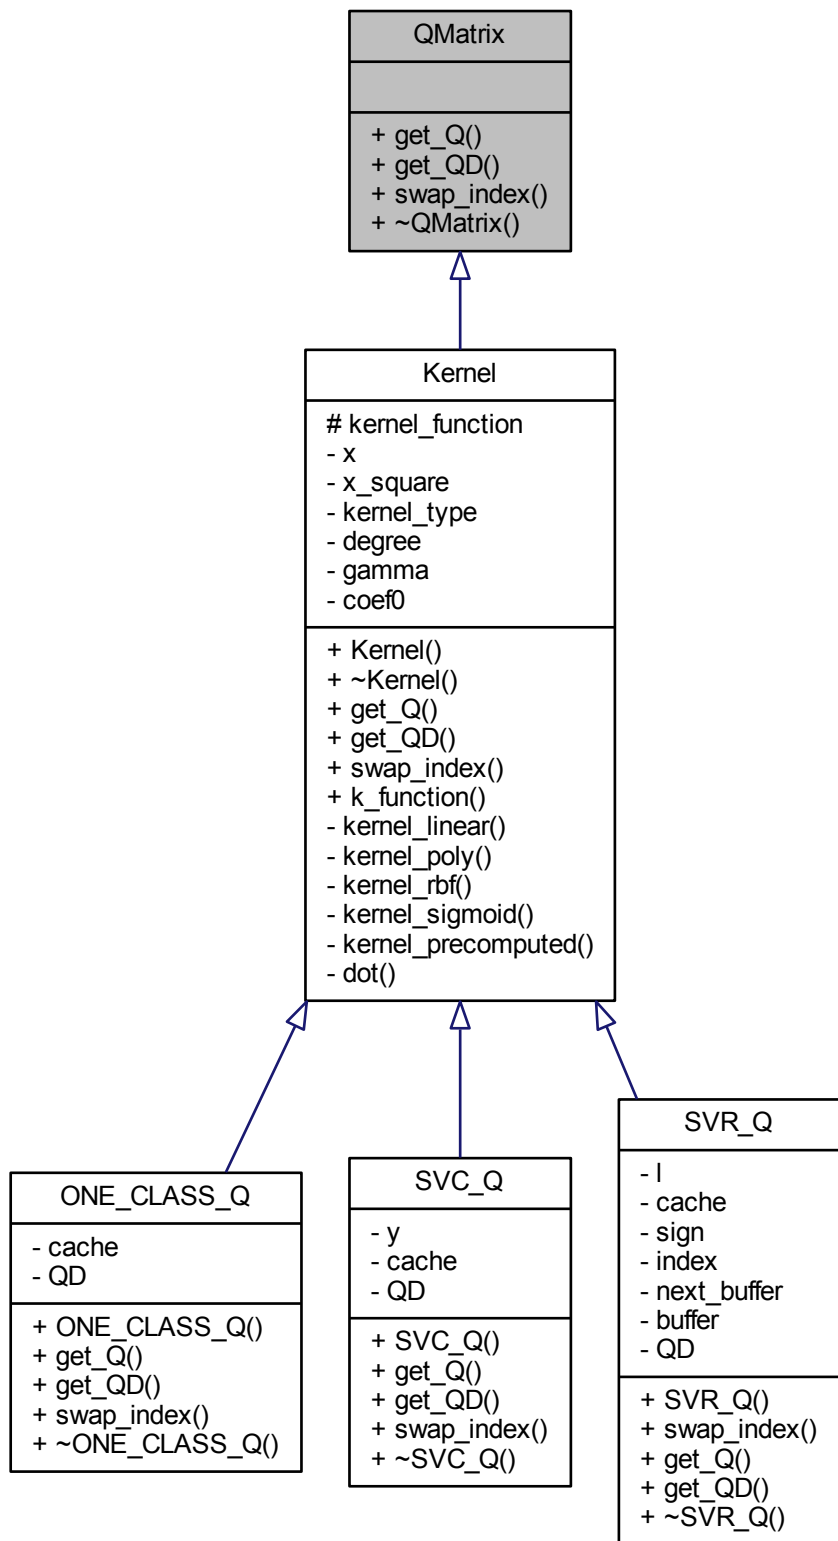 QMatrix
+ get_Q()
+ get_QD()
+ swap_index()
+ ~QMatrix()
Kernel
# kernel_function
- x
- x_square
- kernel_type
- degree
- gamma
- coef0
+ Kernel()
+ ~Kernel()
+ get_Q()
+ get_QD()
+ swap_index()
+ k_function()
- kernel_linear()
- kernel_poly()
- kernel_rbf()
- kernel_sigmoid()
- kernel_precomputed()
- dot()
ONE_CLASS_Q
- cache
- QD
+ ONE_CLASS_Q()
+ get_Q()
+ get_QD()
+ swap_index()
+ ~ONE_CLASS_Q()
SVC_Q
- y
- cache
- QD
+ SVC_Q()
+ get_Q()
+ get_QD()
+ swap_index()
+ ~SVC_Q()
SVR_Q
- l
- cache
- sign
- index
- next_buffer
- buffer
- QD
+ SVR_Q()
+ swap_index()
+ get_Q()
+ get_QD()
+ ~SVR_Q()